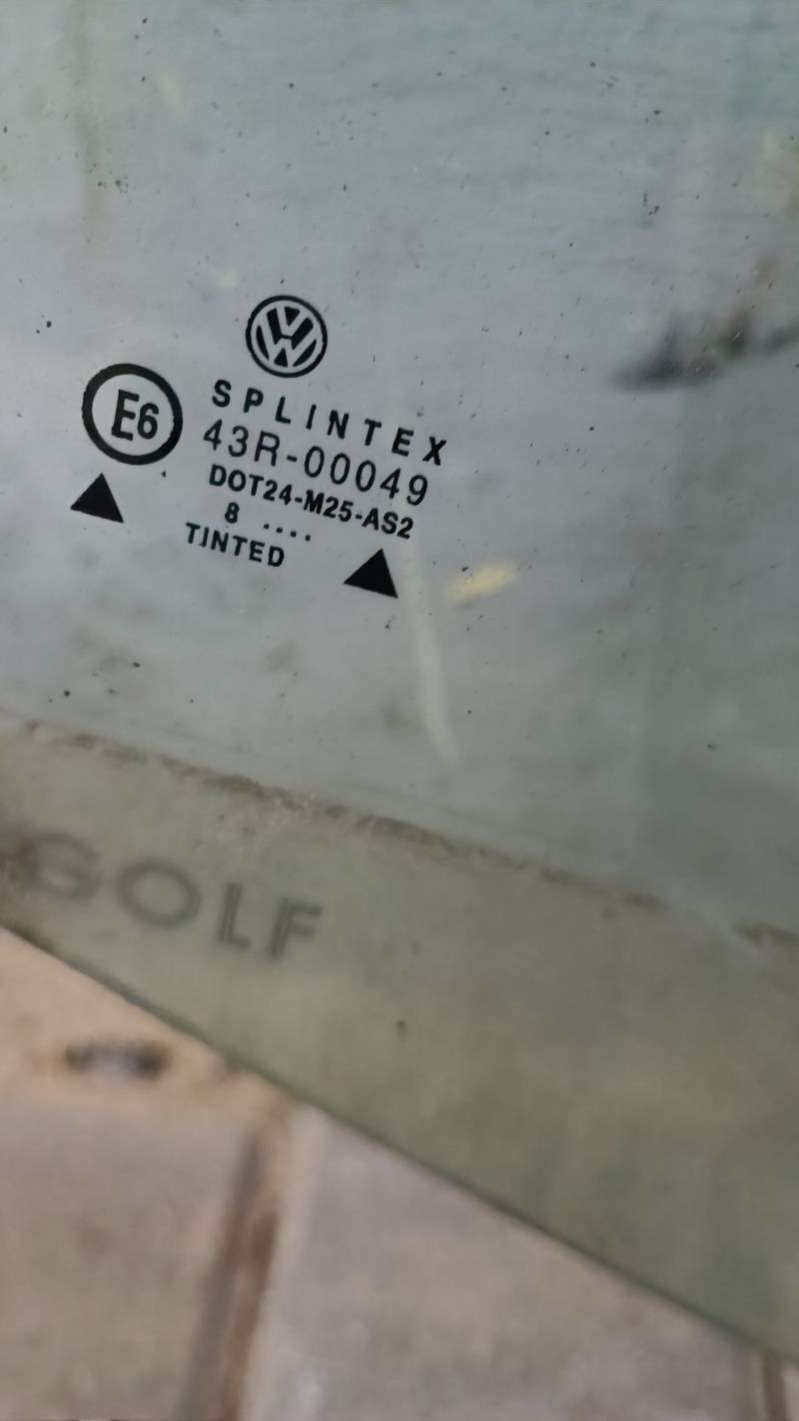 E6
SPLINTEX
43R-00049
DOT24-M25-AS2
8 ....
TINTED
GOLF